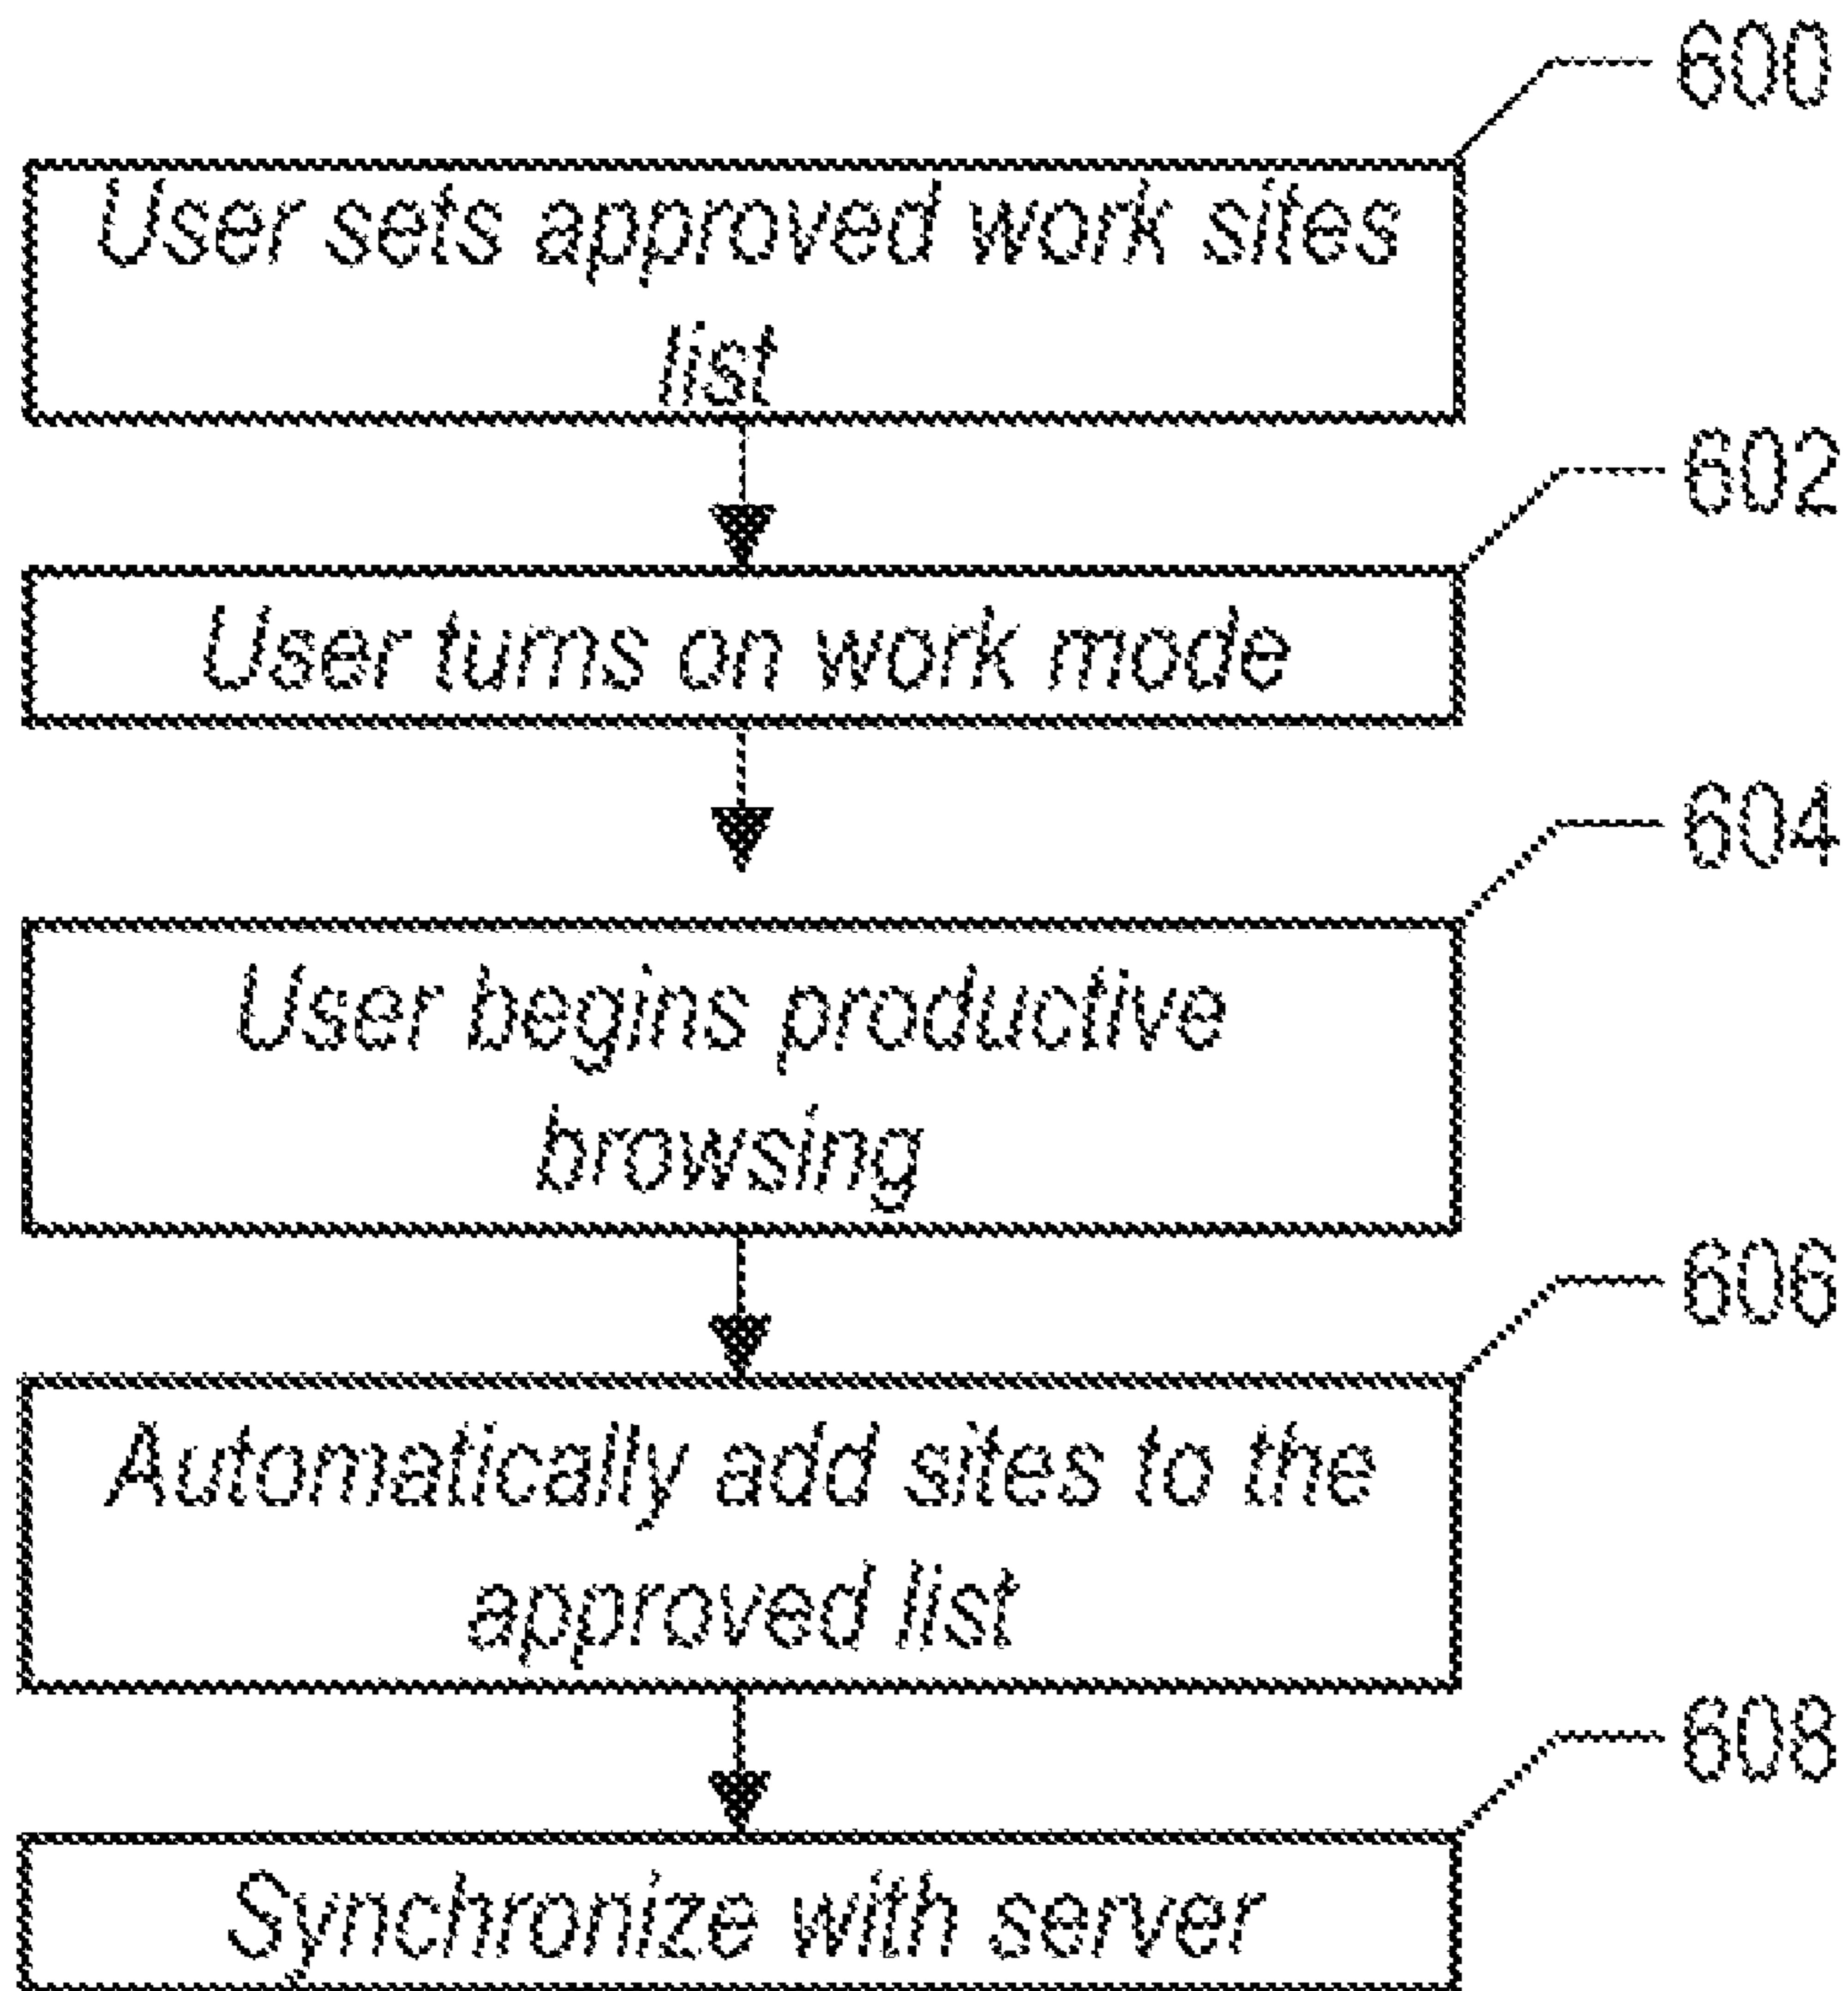 600
User sets approved work sites
list
602
User turns on work mode
604
User begins productive
browsing
606
Automatically add sites to the
approved list
608
Synchronize with server